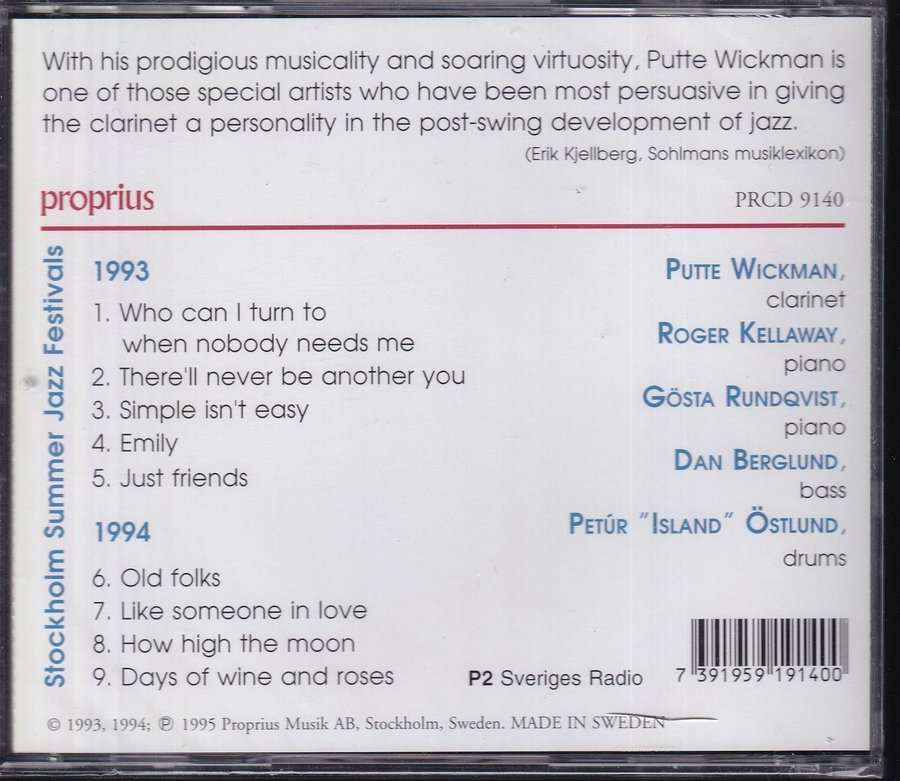 With his prodigious musicality and soaring virtuosity, Putte Wickman is
one of those special artists who have been most persuasive in giving
the clarinet a personality in the post-swing development of jazz.
(Erik Kjellberg, Sohlmans musiklexikon)
proprius
PRCD 9140
Stockholm Summer Jazz Festivals
1993
1. Who can I turn to
when nobody needs me
2. There'll never be another you
3. Simple isn't easy
4. Emily
5. Just friends
1994
6. Old folks
7. Like someone in love
8. How high the moon
9. Days of wine and roses
PUTTE WICKMAN,
clarinet
ROGER KELLAWAY,
piano
GÖSTA RUNDQVIST,
piano
DAN BERGLUND,
bass
PETÚR "ISLAND" ÖSTLUND,
drums
P2 Sveriges Radio
7 391959 191400
© 1993, 1994; ℗ 1995 Proprius Musik AB, Stockholm, Sweden. MADE IN SWEDEN